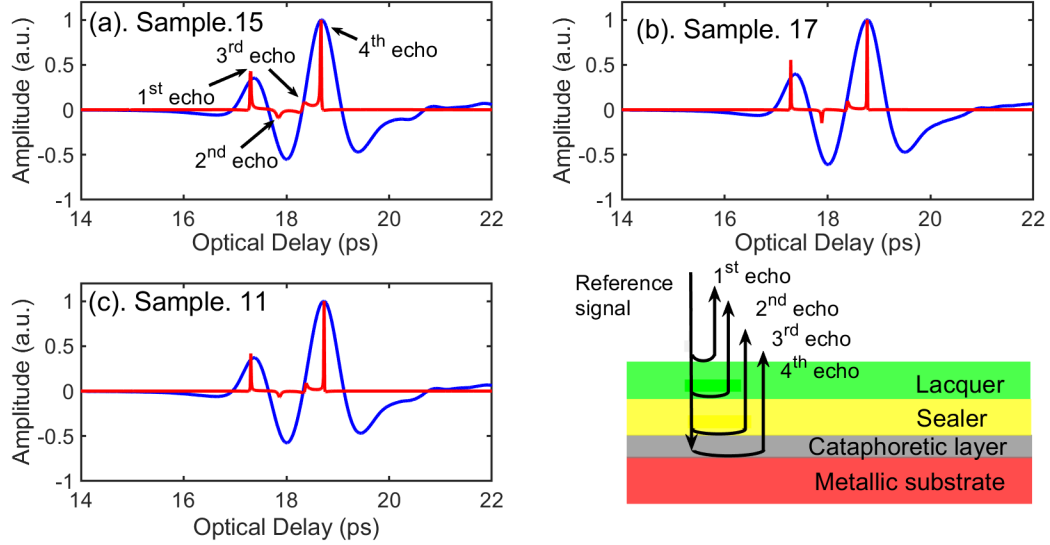 (a). Sample.15
1
0.5
0
-0.5
-1
Amplitude (a.u.)
1st echo
2nd echo
3rd echo
4th echo
14
16
18
20
22
Optical Delay (ps)
(b). Sample. 17
1
0.5
0
-0.5
-1
Amplitude (a.u.)
14
16
18
20
22
Optical Delay (ps)
(c). Sample. 11
1
0.5
0
-0.5
-1
Amplitude (a.u.)
14
16
18
20
22
Optical Delay (ps)
Reference
signal
1st echo
2nd echo
3rd echo
4th echo
Lacquer
Sealer
Cataphoretic layer
Metallic substrate